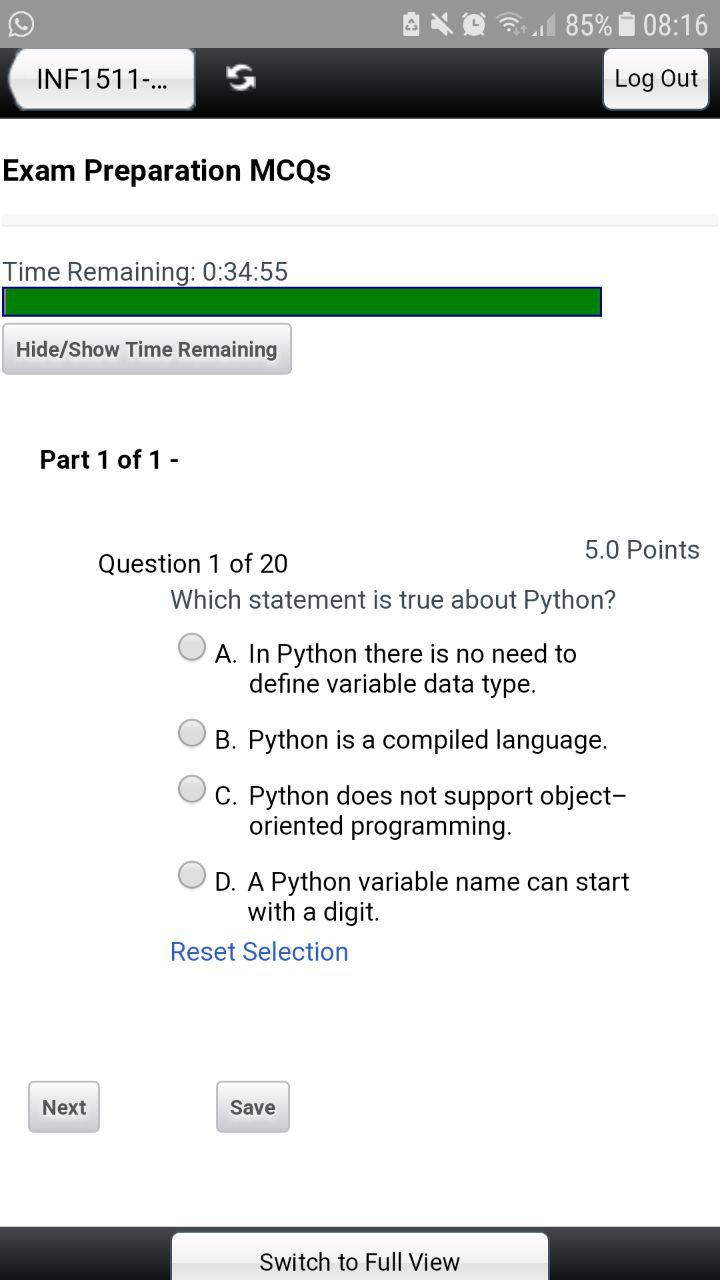 85% 08:16
INF1511-...
Log Out
Exam Preparation MCQs
Time Remaining: 0:34:55
Hide/Show Time Remaining
Part 1 of 1 -
5.0 Points
Question 1 of 20
Which statement is true about Python?
A. In Python there is no need to
define variable data type.
B. Python is a compiled language.
C. Python does not support object–
oriented programming.
D. A Python variable name can start
with a digit.
Reset Selection
Next Save
Switch to Full View